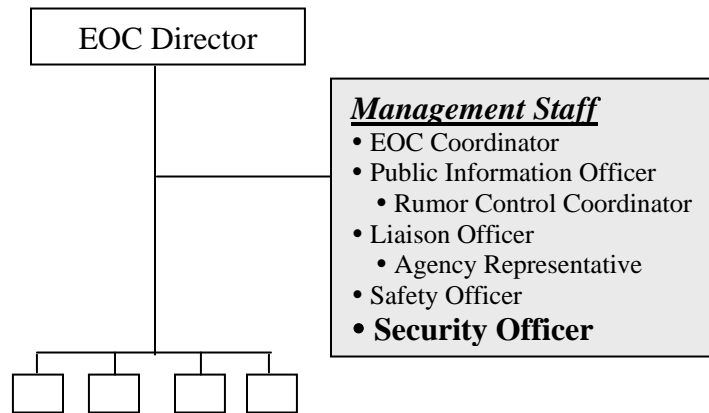 EOC Director
Management Staff
• EOC Coordinator
• Public Information Officer
• Rumor Control Coordinator
• Liaison Officer
• Agency Representative
• Safety Officer
• Security Officer